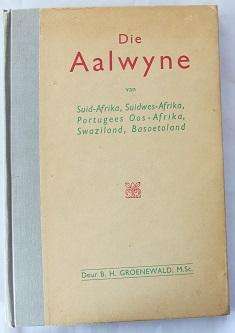 Die
Aalwyne
van
Suid-Afrika, Suidwes-Afrika,
Portugees Oos-Afrika,
Swaziland, Basoetoland
Deur B. H. GROENEWALD, M.Sc.